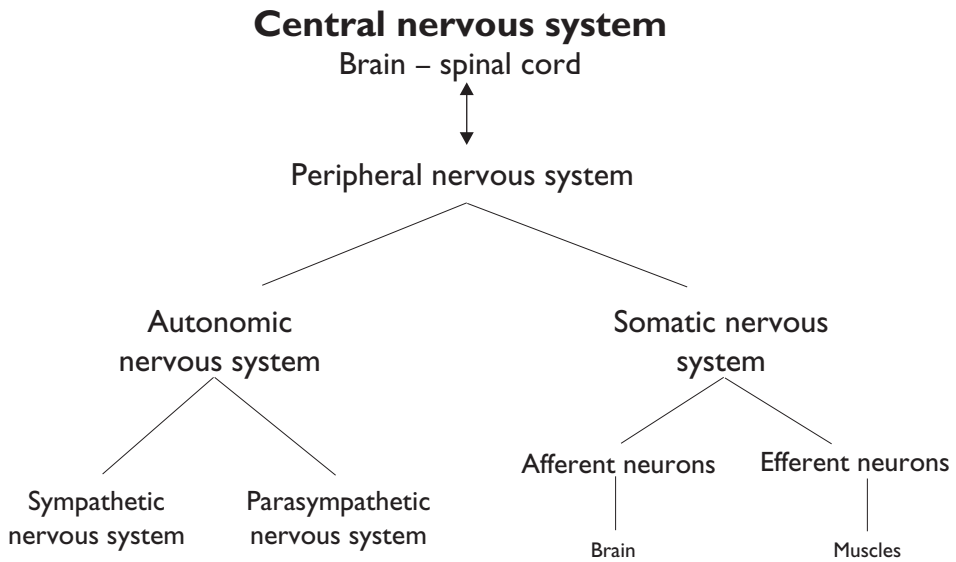 Central nervous system
Brain – spinal cord
Peripheral nervous system
Autonomic
nervous system
Somatic nervous
system
Sympathetic
nervous system
Parasympathetic
nervous system
Afferent neurons
Efferent neurons
Brain
Muscles